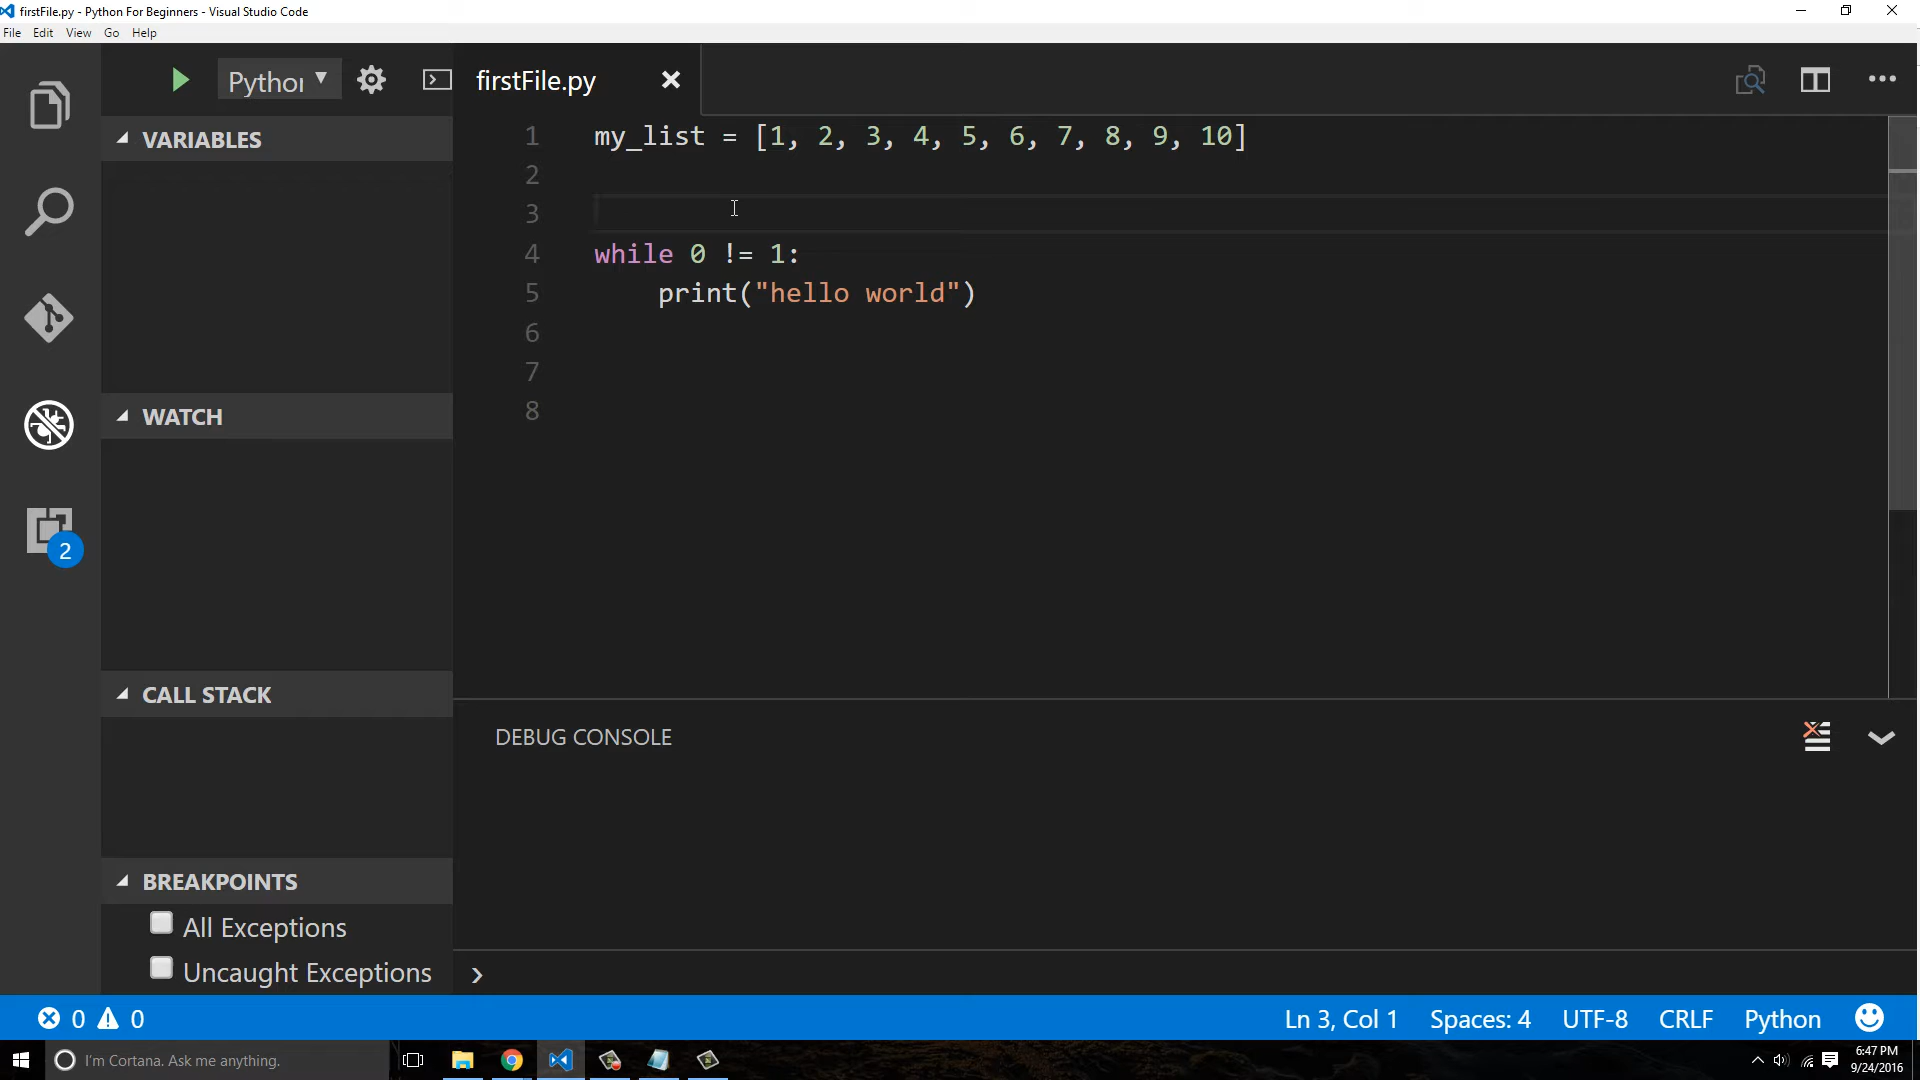 firstFile.py - Python For Beginners - Visual Studio Code
File Edit View Go Help
Python
firstFile.py
VARIABLES
WATCH
CALL STACK
BREAKPOINTS
All Exceptions
Uncaught Exceptions
1 my_list = [1, 2, 3, 4, 5, 6, 7, 8, 9, 10]
2
3
4 while 0 != 1:
5 print("hello world")
6
7
8
2
DEBUG CONSOLE
0 0
Ln 3, Col 1 Spaces: 4 UTF-8 CRLF Python
I'm Cortana. Ask me anything.
6:47 PM
9/24/2016